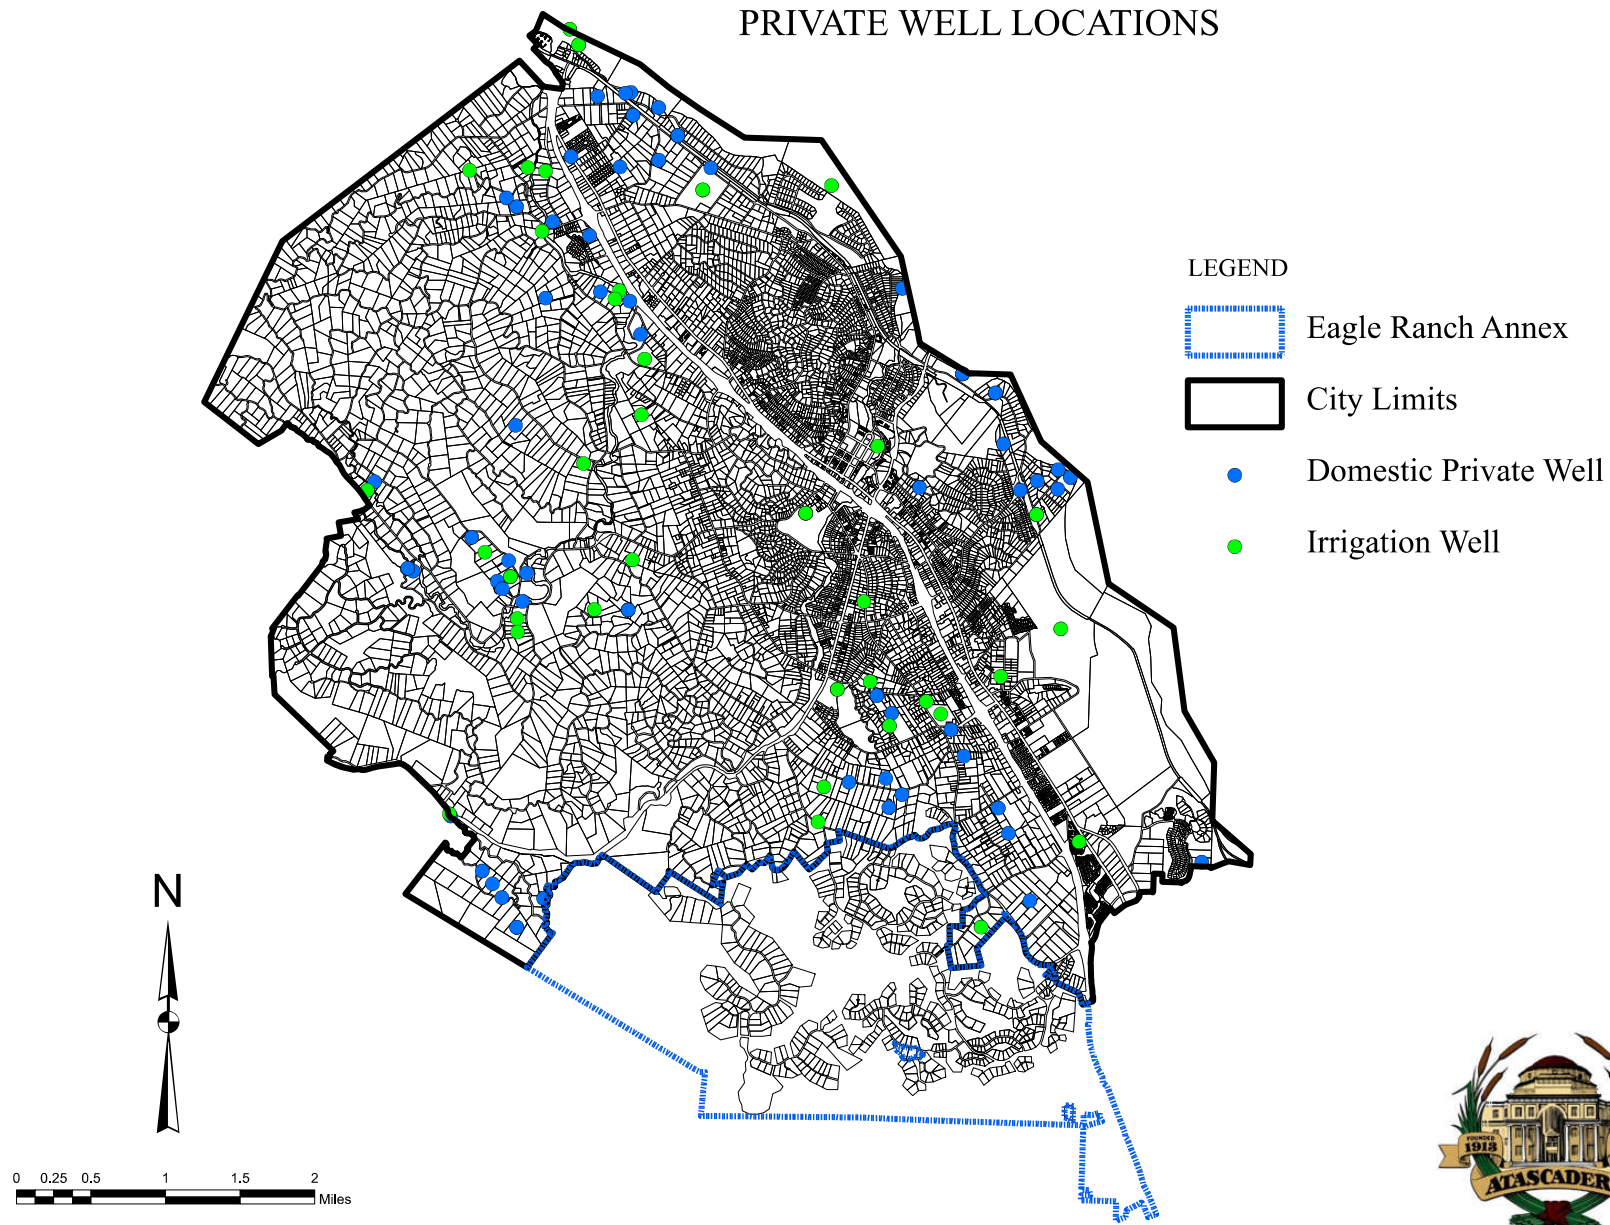 PRIVATE WELL LOCATIONS
LEGEND
Eagle Ranch Annex
City Limits
Domestic Private Well
Irrigation Well
N
0 0.25 0.5 1 1.5 2
Miles
FOUNDED
1913
ATASCADER